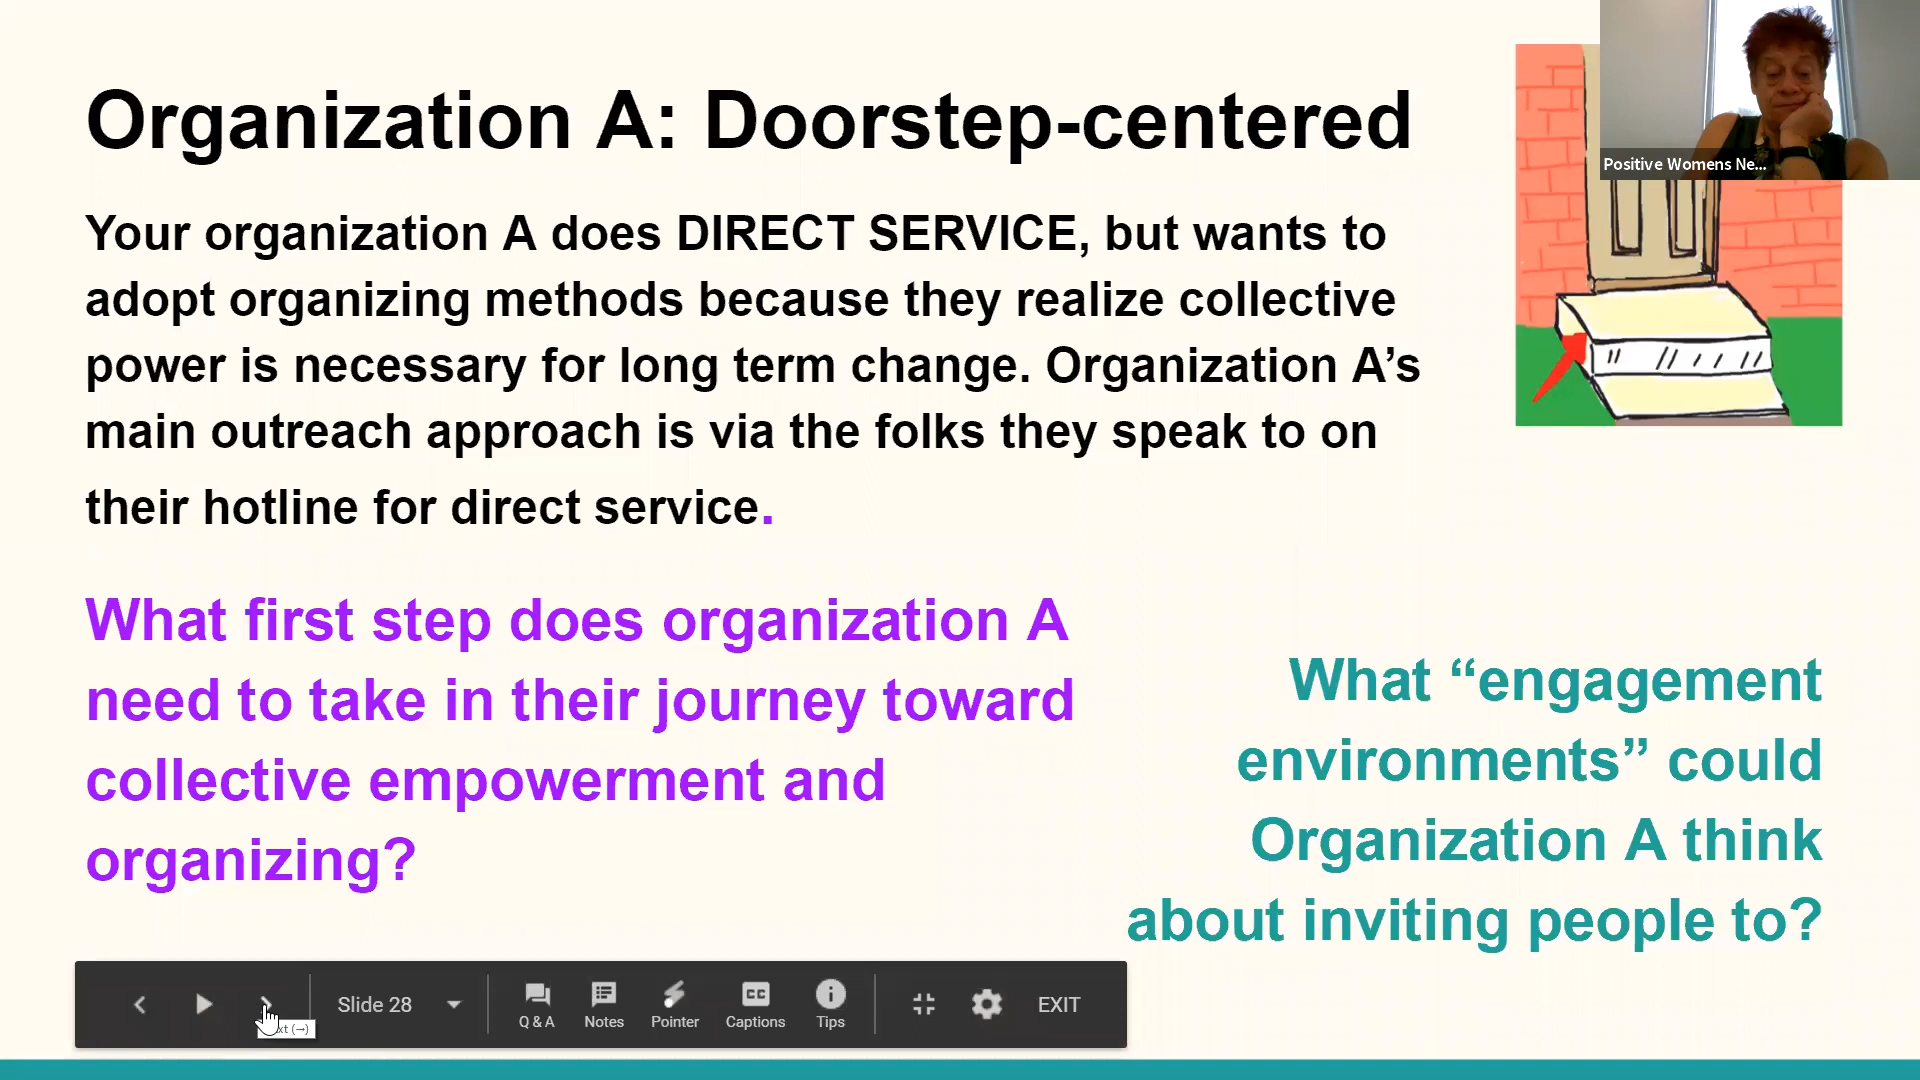 Organization A: Doorstep-centered
Positive Womens Ne...
Your organization A does DIRECT SERVICE, but wants to
adopt organizing methods because they realize collective
power is necessary for long term change. Organization A’s
main outreach approach is via the folks they speak to on
their hotline for direct service.
What first step does organization A
need to take in their journey toward
collective empowerment and
organizing?
What “engagement
environments” could
Organization A think
about inviting people to?
Slide 28
Q & A
Notes
Pointer
CC
Captions
Tips
EXIT
(→)